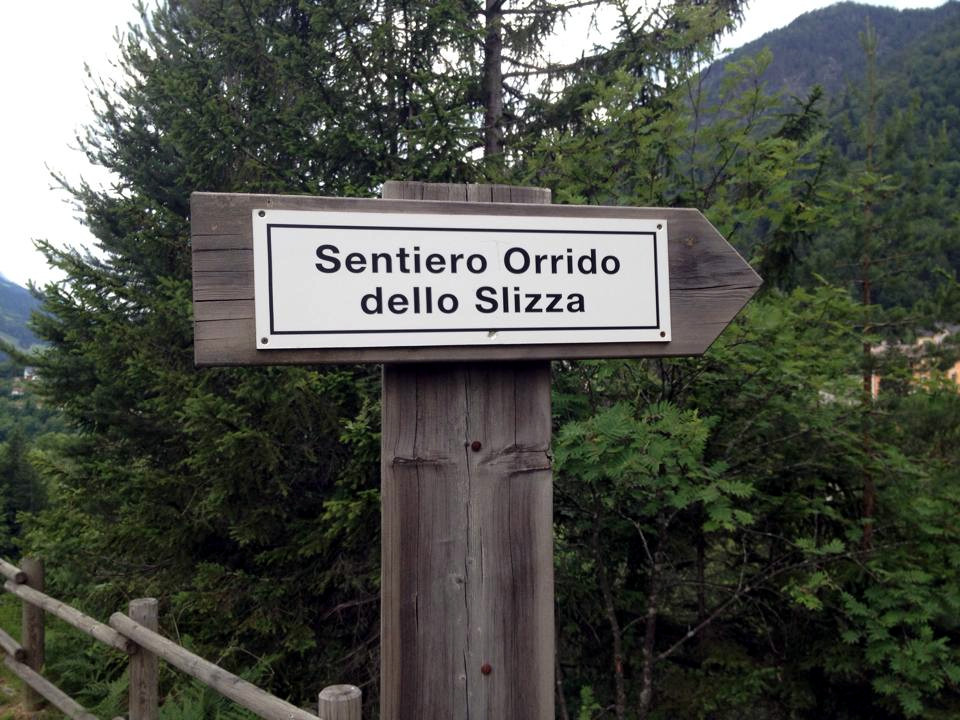 Sentiero Orrido
dello Slizza